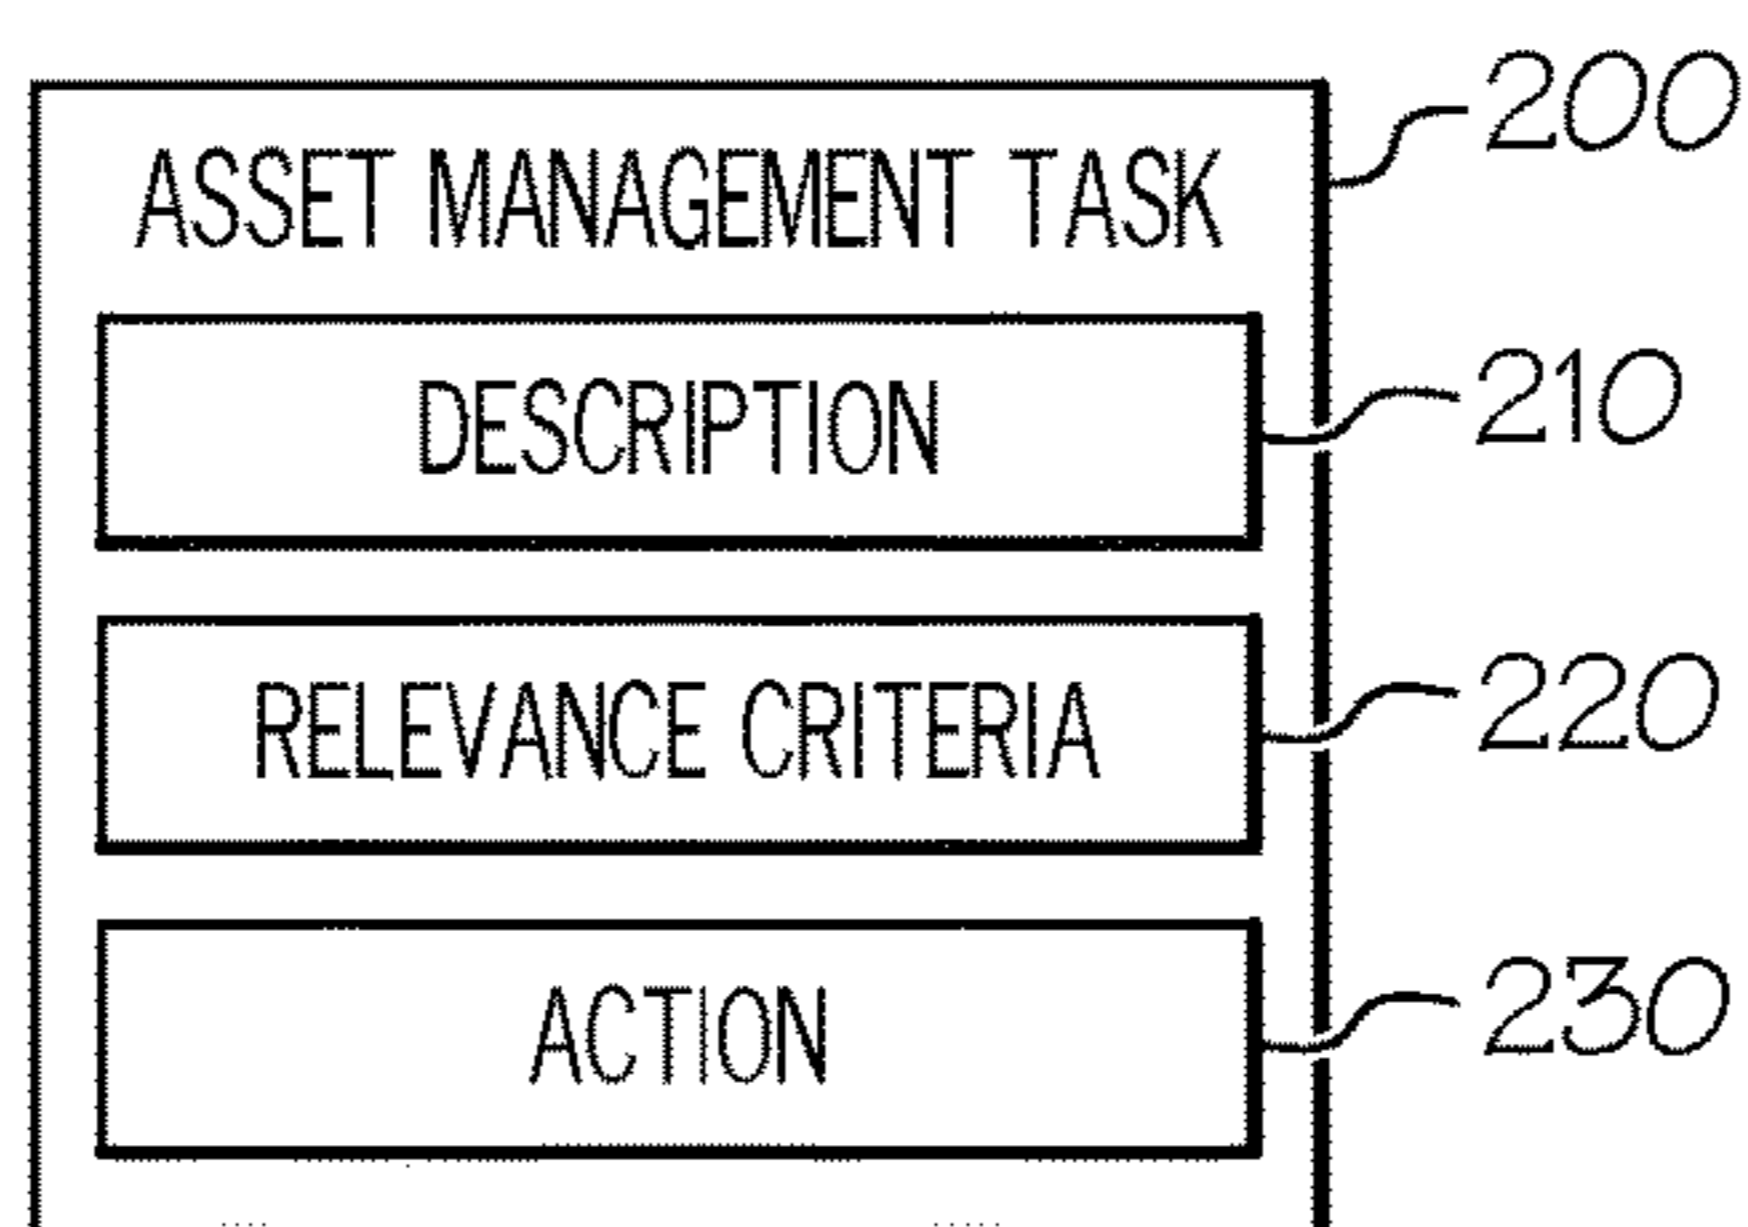 200
ASSET MANAGEMENT TASK
DESCRIPTION 210
RELEVANCE CRITERIA 220
ACTION 230